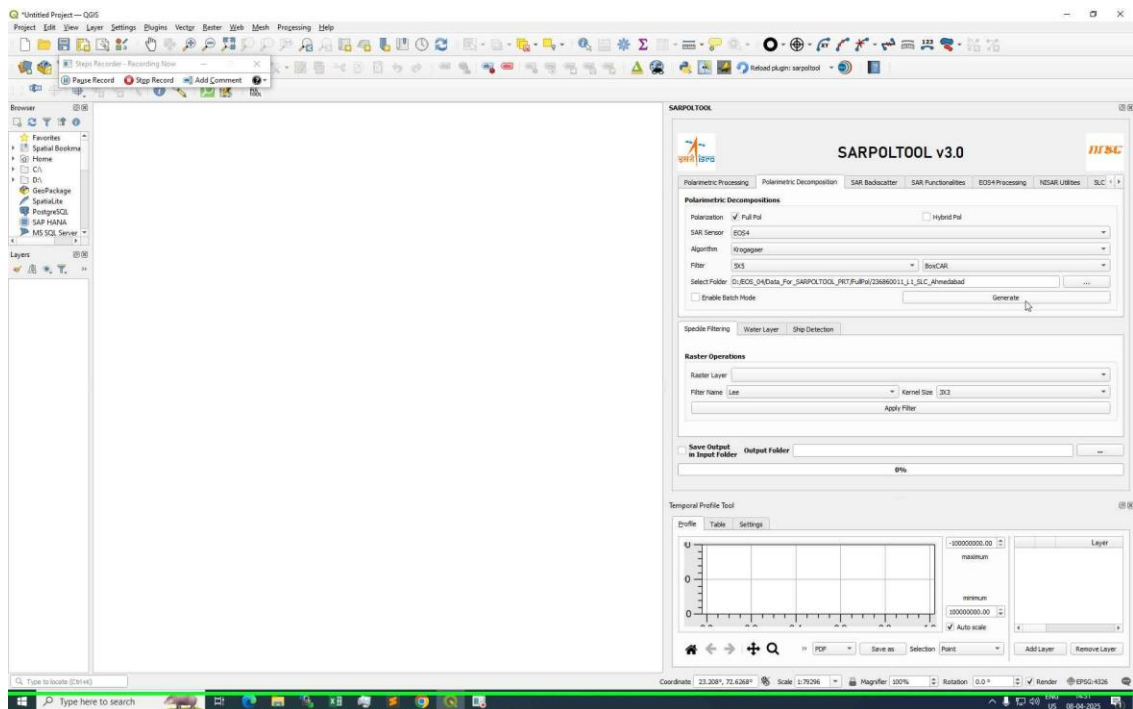 *Untitled Project — QGIS
Project Edit View Layer Settings Plugins Vector Raster Web Mesh Processing Help
Steps Recorder - Recording Now
Pause Record Stop Record Add Comment
Reload plugin: sarpoltool
Browser
Favorites
Spatial Bookma
Home
C:\
D:\
GeoPackage
SpatiaLite
PostgreSQL
SAP HANA
MS SQL Server
Layers
SARPOLTOOL
SARPOLTOOL v3.0
इसरो isro
nrsc
Polarimetric Processing Polarimetric Decomposition SAR Backscatter SAR Functionalities EOS4 Processing NISAR Utilities SLC
Polarimetric Decompositions
Polarization Full Pol Hybrid Pol
SAR Sensor EOS4
Algorithm Krogagaer
Filter 5X5 BoxCAR
Select Folder D:/EOS_04/Data_For_SARPOLTOOL_PRT/FullPol/236860011_L1_SLC_Ahmedabad ...
Enable Batch Mode Generate
Speckle Filtering Water Layer Ship Detection
Raster Operations
Raster Layer
Filter Name Lee Kernel Size 3X3
Apply Filter
Save Output in Input Folder Output Folder ...
0%
Temporal Profile Tool
Profile Table Settings
-100000000.00
maximum
minimum
100000000.00
Auto scale
Layer
PDF Save as Selection Point Add Layer Remove Layer
Type to locate (Ctrl+K)
Coordinate 23.208°, 72.6268° Scale 1:79296 Magnifier 100% Rotation 0.0 ° Render EPSG:4326
Type here to search
ENG
US
14:31
08-04-2025